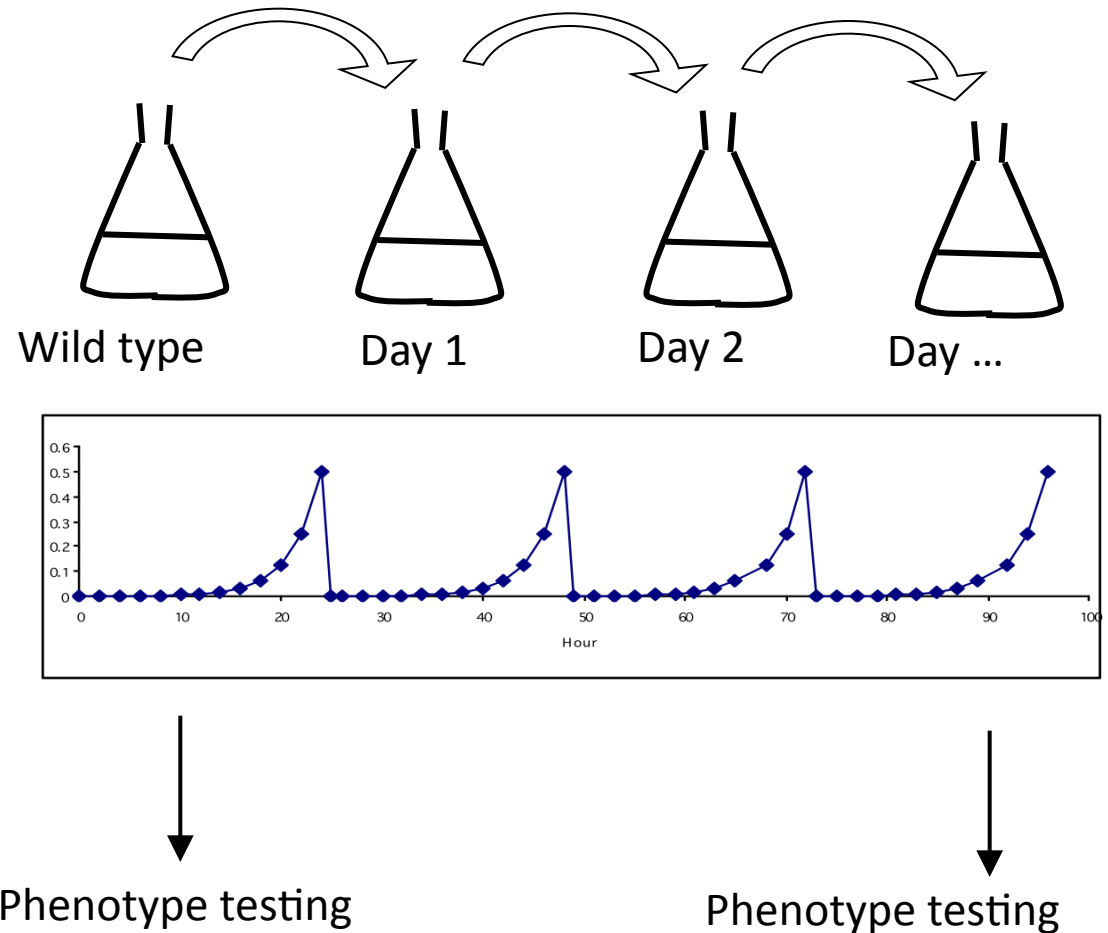 Wild type
Day 1
Day 2
Day ...
0.6
0.5
0.4
0.3
0.2
0.1
0
0 10 20 30 40 50 60 70 80 90 100
Hour
Phenotype testing
Phenotype testing